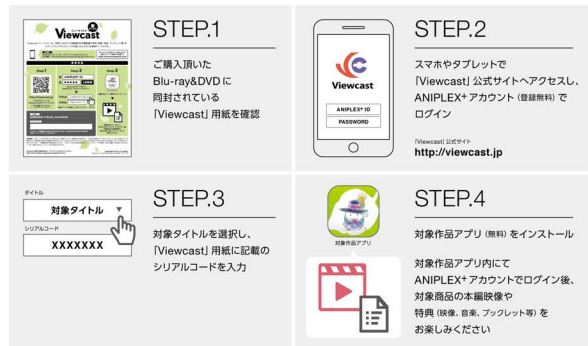 Viewcast
STEP.1
ご購入頂いた
Blu-ray&DVDに
同封されている
「Viewcast」用紙を確認
Viewcast
ANIPLEX+ ID
PASSWORD
STEP.2
スマホやタブレットで
「Viewcast」公式サイトへアクセスし、
ANIPLEX+アカウント(登録無料)で
ログイン
「Viewcast」公式サイト
http://viewcast.jp
タイトル
対象タイトル ▼
シリアルコード
XXXXXXX
STEP.3
対象タイトルを選択し、
「Viewcast」用紙に記載の
シリアルコードを入力
対象作品アプリ
STEP.4
対象作品アプリ(無料)をインストール
対象作品アプリ内にて
ANIPLEX+アカウントでログイン後、
対象商品の本編映像や
特典(映像、音楽、ブックレット等)を
お楽しみください